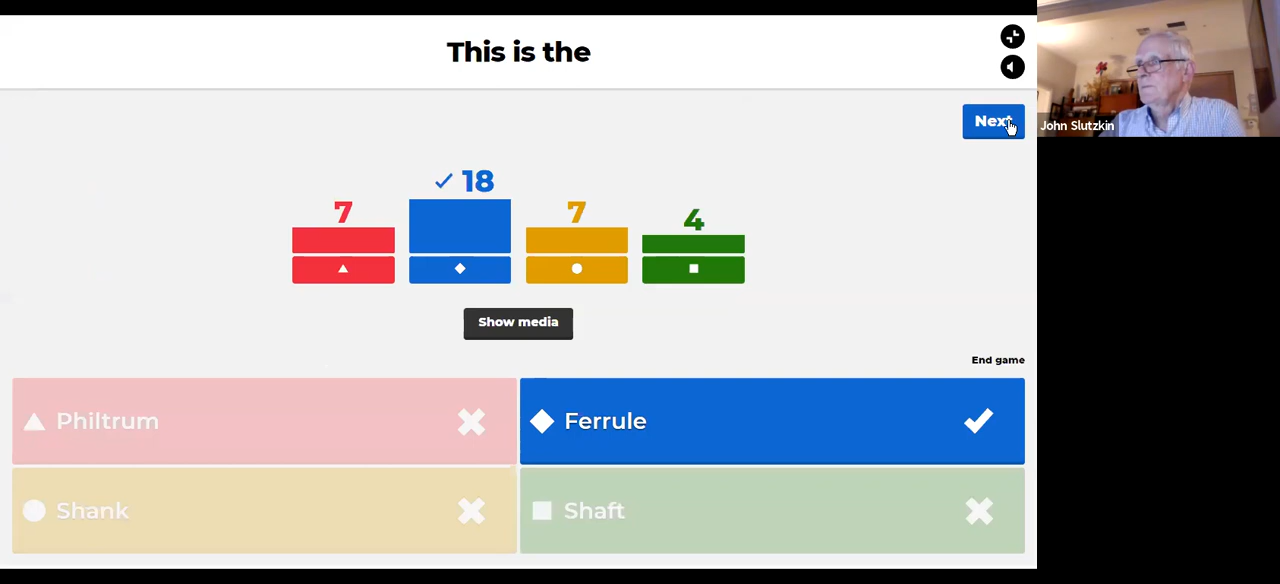 This is the
Next
John Slutzkin
7
18
7
4
Show media
End game
Philtrum
Ferrule
Shank
Shaft